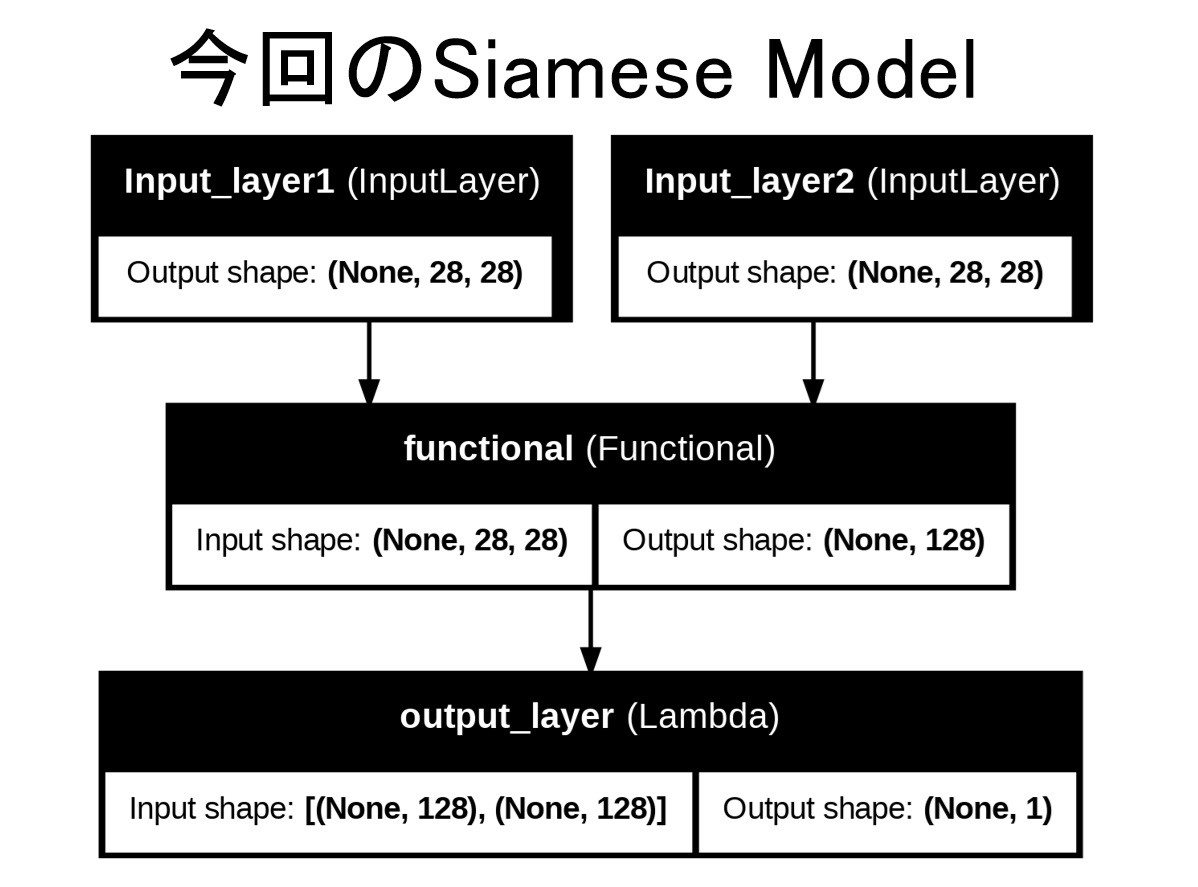 今回のSiamese Model
Input_layer1 (InputLayer)
Input_layer2 (InputLayer)
Output shape: (None, 28, 28)
Output shape: (None, 28, 28)
functional (Functional)
Input shape: (None, 28, 28)
Output shape: (None, 128)
output_layer (Lambda)
Input shape: [(None, 128), (None, 128)]
Output shape: (None, 1)